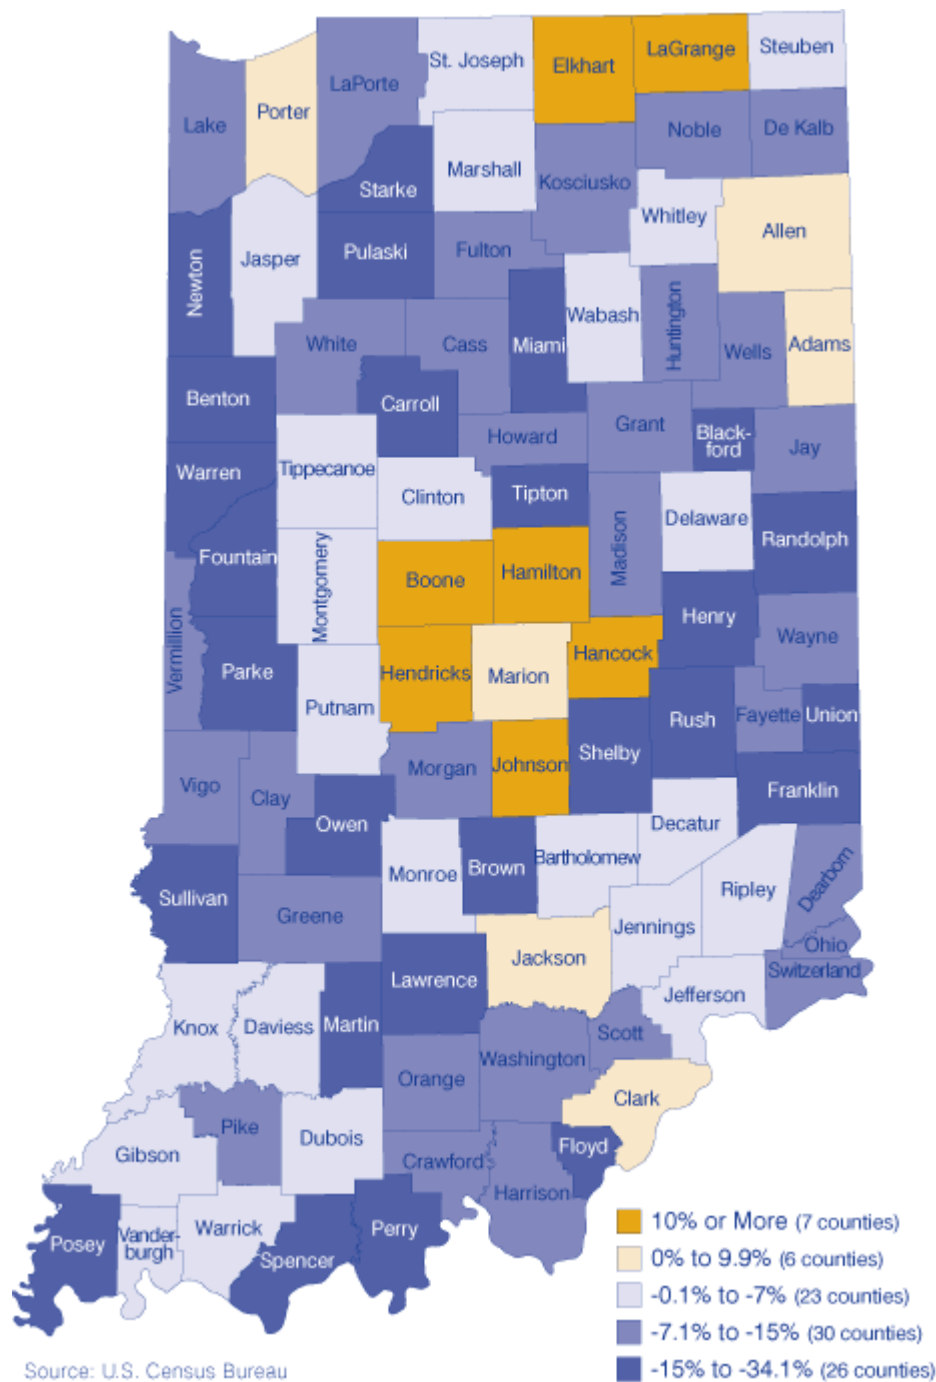 St. Joseph
Elkhart
LaGrange
Steuben
LaPorte
Lake
Porter
Noble
De Kalb
Marshall
Starke
Kosciusko
Whitley
Allen
Newton
Jasper
Pulaski
Fulton
Wabash
Huntington
White
Cass
Miami
Wells
Adams
Benton
Carroll
Grant
Howard
Black-
ford
Jay
Warren
Tippecanoe
Clinton
Tipton
Delaware
Randolph
Fountain
Montgomery
Boone
Hamilton
Madison
Henry
Wayne
Vermillion
Parke
Putnam
Hendricks
Marion
Hancock
Rush
Fayette
Union
Vigo
Clay
Morgan
Johnson
Shelby
Franklin
Owen
Decatur
Monroe
Brown
Bartholomew
Ripley
Dearborn
Sullivan
Greene
Jennings
Ohio
Jackson
Switzerland
Lawrence
Jefferson
Knox
Daviess
Martin
Scott
Washington
Orange
Clark
Pike
Dubois
Gibson
Crawford
Floyd
Harrison
Posey
Vander-
burgh
Warrick
Spencer
Perry
10% or More (7 counties)
0% to 9.9% (6 counties)
-0.1% to -7% (23 counties)
-7.1% to -15% (30 counties)
-15% to -34.1% (26 counties)
Source: U.S. Census Bureau